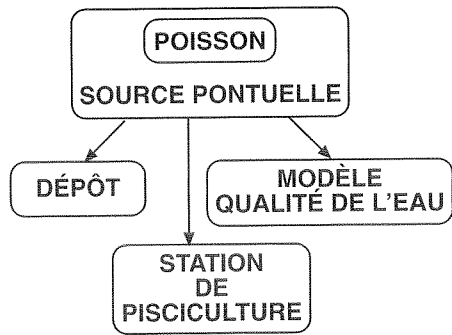 POISSON
SOURCE PONTUELLE
DÉPÔT
MODÈLE
QUALITÉ DE L'EAU
STATION
DE
PISCICULTURE